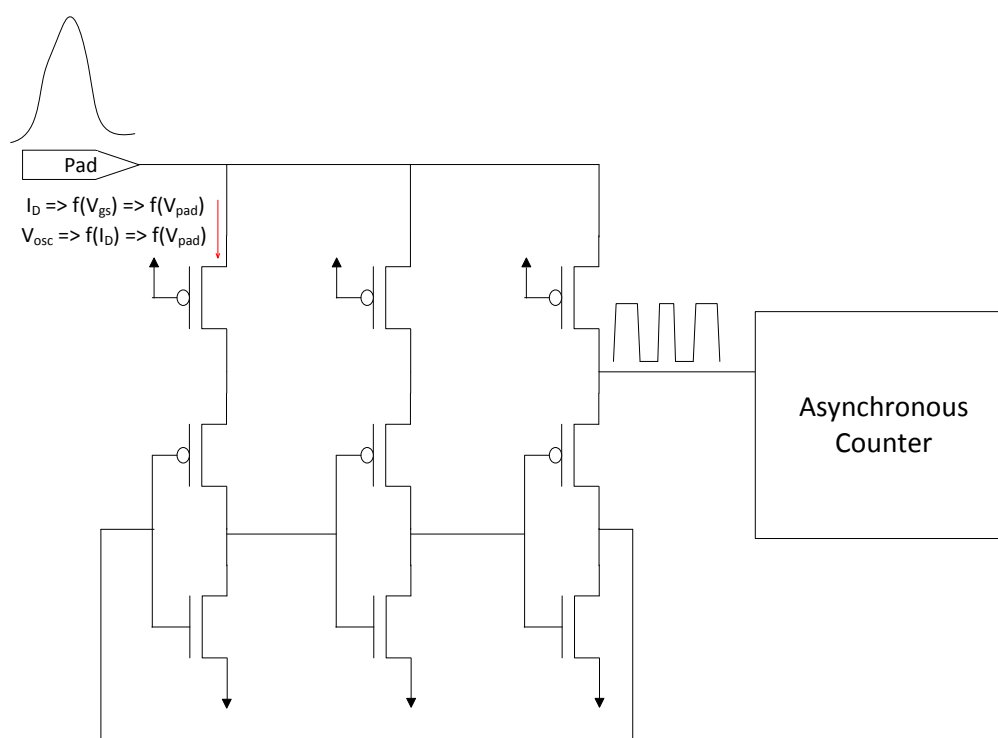 Pad
I_D => f(V_gs) => f(V_pad)
V_osc => f(I_D) => f(V_pad)
Asynchronous
Counter